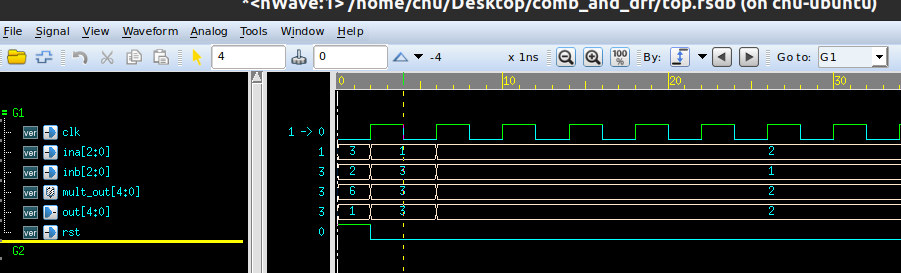 *<nWave:1> /home/chu/Desktop/comb_and_dff/top.rsdb (on chu-ubuntu)
File Signal View Waveform Analog Tools Window Help
4 0 -4 x 1ns 100% By: Go to: G1
0 10 20 30
= G1
ver clk 1 -> 0
ver ina[2:0] 1 3 1 2
ver inb[2:0] 3 2 3 1
ver mult_out[4:0] 3 6 3 2
ver out[4:0] 3 1 3 2
ver rst 0
G2